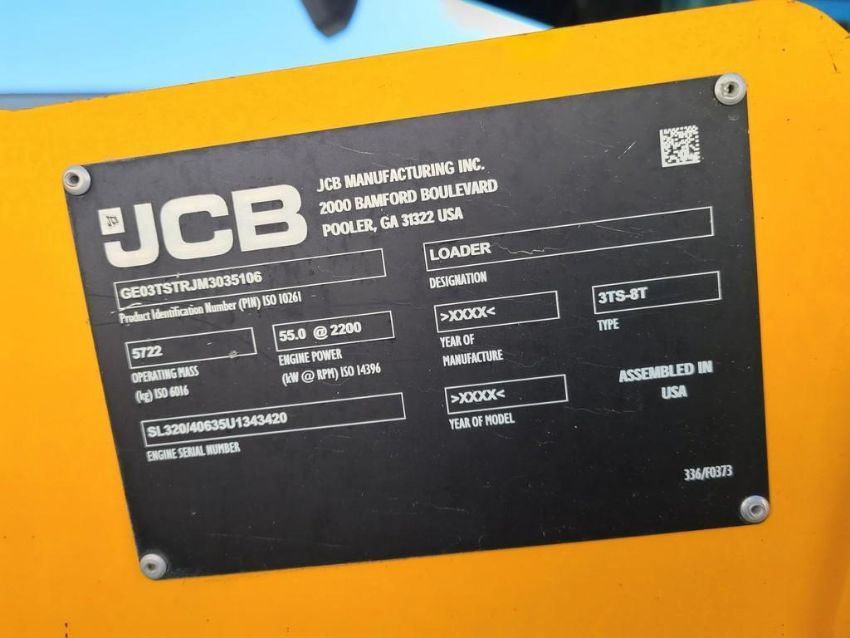 JCB
JCB
JCB MANUFACTURING INC.
2000 BAMFORD BOULEVARD
POOLER, GA 31322 USA
GE03TSTRJM3035106
Product Identification Number (PIN) ISO 10261
LOADER
DESIGNATION
5722
OPERATING MASS
(kg) ISO 6016
55.0 @ 2200
ENGINE POWER
(kW @ RPM) ISO 14396
>XXXX<
YEAR OF
MANUFACTURE
3TS-8T
TYPE
SL320/40635U1343420
ENGINE SERIAL NUMBER
>XXXX<
YEAR OF MODEL
ASSEMBLED IN
USA
336/F0373